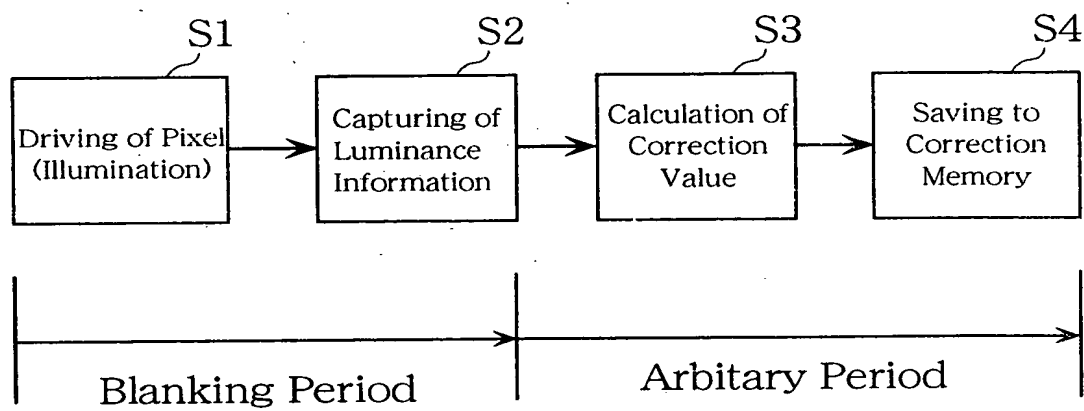 S1
S2
S3
S4
Driving of Pixel
(Illumination)
Capturing of
Luminance
Information
Calculation of
Correction
Value
Saving to
Correction
Memory
Blanking Period
Arbitary Period